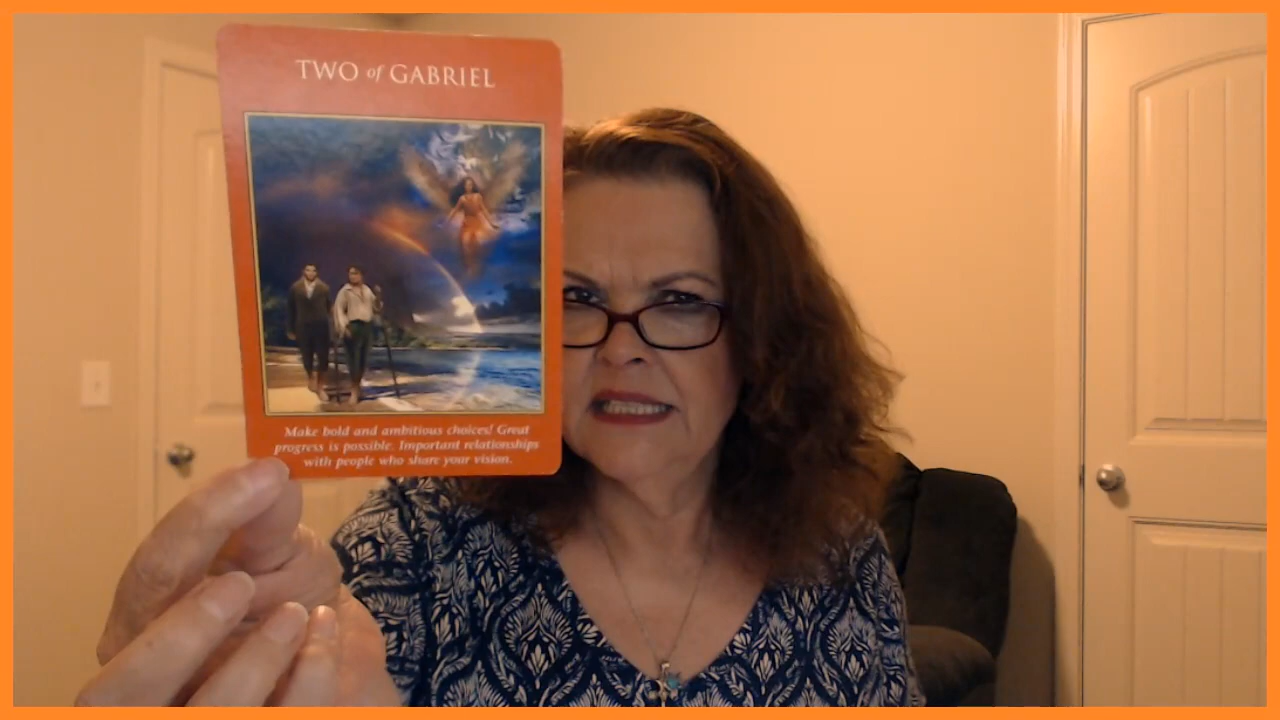 TWO of GABRIEL
Make bold and ambitious choices! Great
progress is possible. Important relationships
with people who share your vision.